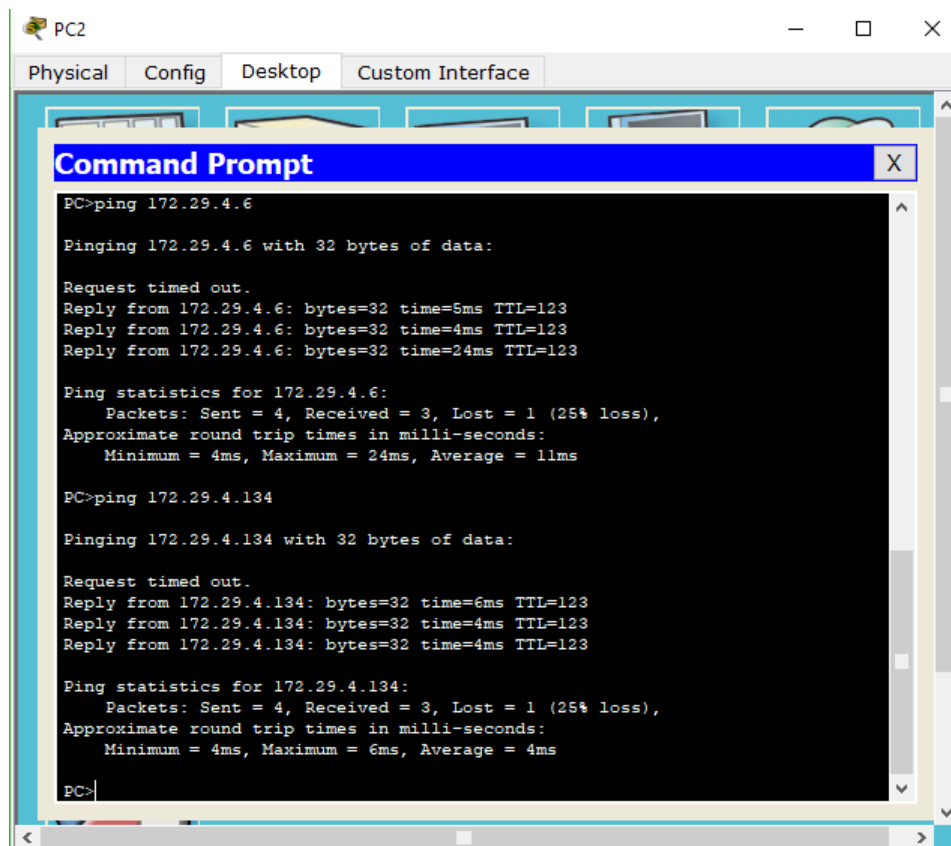 PC2
Physical Config Desktop Custom Interface
Command Prompt X
PC>ping 172.29.4.6
Pinging 172.29.4.6 with 32 bytes of data:
Request timed out.
Reply from 172.29.4.6: bytes=32 time=5ms TTL=123
Reply from 172.29.4.6: bytes=32 time=4ms TTL=123
Reply from 172.29.4.6: bytes=32 time=24ms TTL=123
Ping statistics for 172.29.4.6:
Packets: Sent = 4, Received = 3, Lost = 1 (25% loss),
Approximate round trip times in milli-seconds:
Minimum = 4ms, Maximum = 24ms, Average = 11ms
PC>ping 172.29.4.134
Pinging 172.29.4.134 with 32 bytes of data:
Request timed out.
Reply from 172.29.4.134: bytes=32 time=6ms TTL=123
Reply from 172.29.4.134: bytes=32 time=4ms TTL=123
Reply from 172.29.4.134: bytes=32 time=4ms TTL=123
Ping statistics for 172.29.4.134:
Packets: Sent = 4, Received = 3, Lost = 1 (25% loss),
Approximate round trip times in milli-seconds:
Minimum = 4ms, Maximum = 6ms, Average = 4ms
PC>